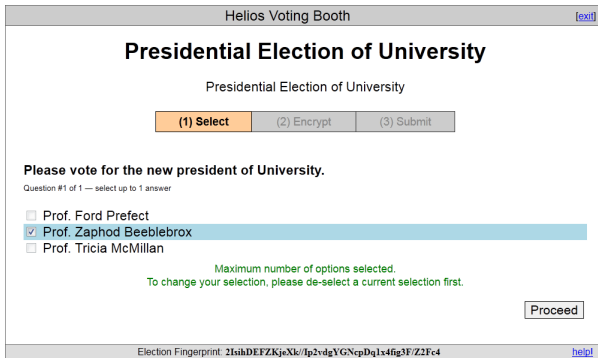 Helios Voting Booth [exit]
Presidential Election of University
Presidential Election of University
(1) Select (2) Encrypt (3) Submit
Please vote for the new president of University.
Question #1 of 1 — select up to 1 answer
Prof. Ford Prefect
Prof. Zaphod Beeblebrox
Prof. Tricia McMillan
Maximum number of options selected.
To change your selection, please de-select a current selection first.
Proceed
Election Fingerprint: 2IsihDEFZKjeXk//Ip2vdgYGNcpDq1x4fig3F/Z2Fc4 help!